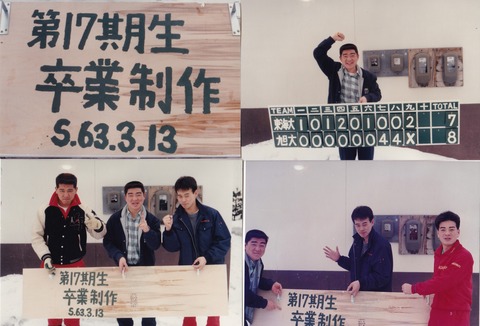 第17期生
卒業制作
S.63.3.13
TEAM 一 二 三 四 五 六 七 八 九 十 TOTAL
東海大 1 0 1 2 0 1 0 0 2 7
旭大 0 0 0 0 0 0 4 4 X 8
第17期生
卒業制作
S.63.3.13
第17期生
卒業制作
S.63.3.13